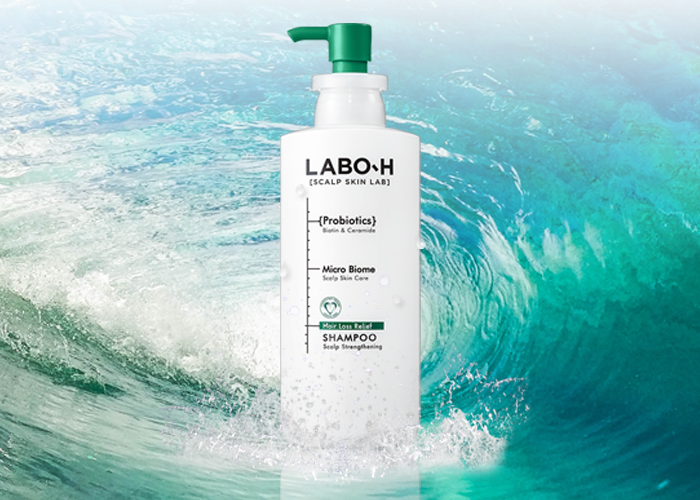 LABO-H
[SCALP SKIN LAB]
{Probiotics}
Biotin & Ceramide
Micro Biome
Scalp Skin Care
Hair Loss Relief
SHAMPOO
Scalp Strengthening